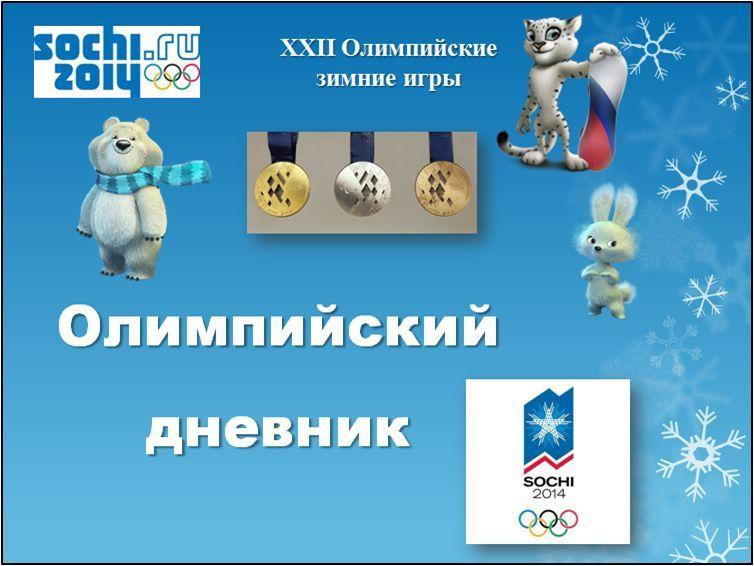 sochi.ru
2014
XXII Олимпийские
зимние игры
Олимпийский
дневник
SOCHI
2014